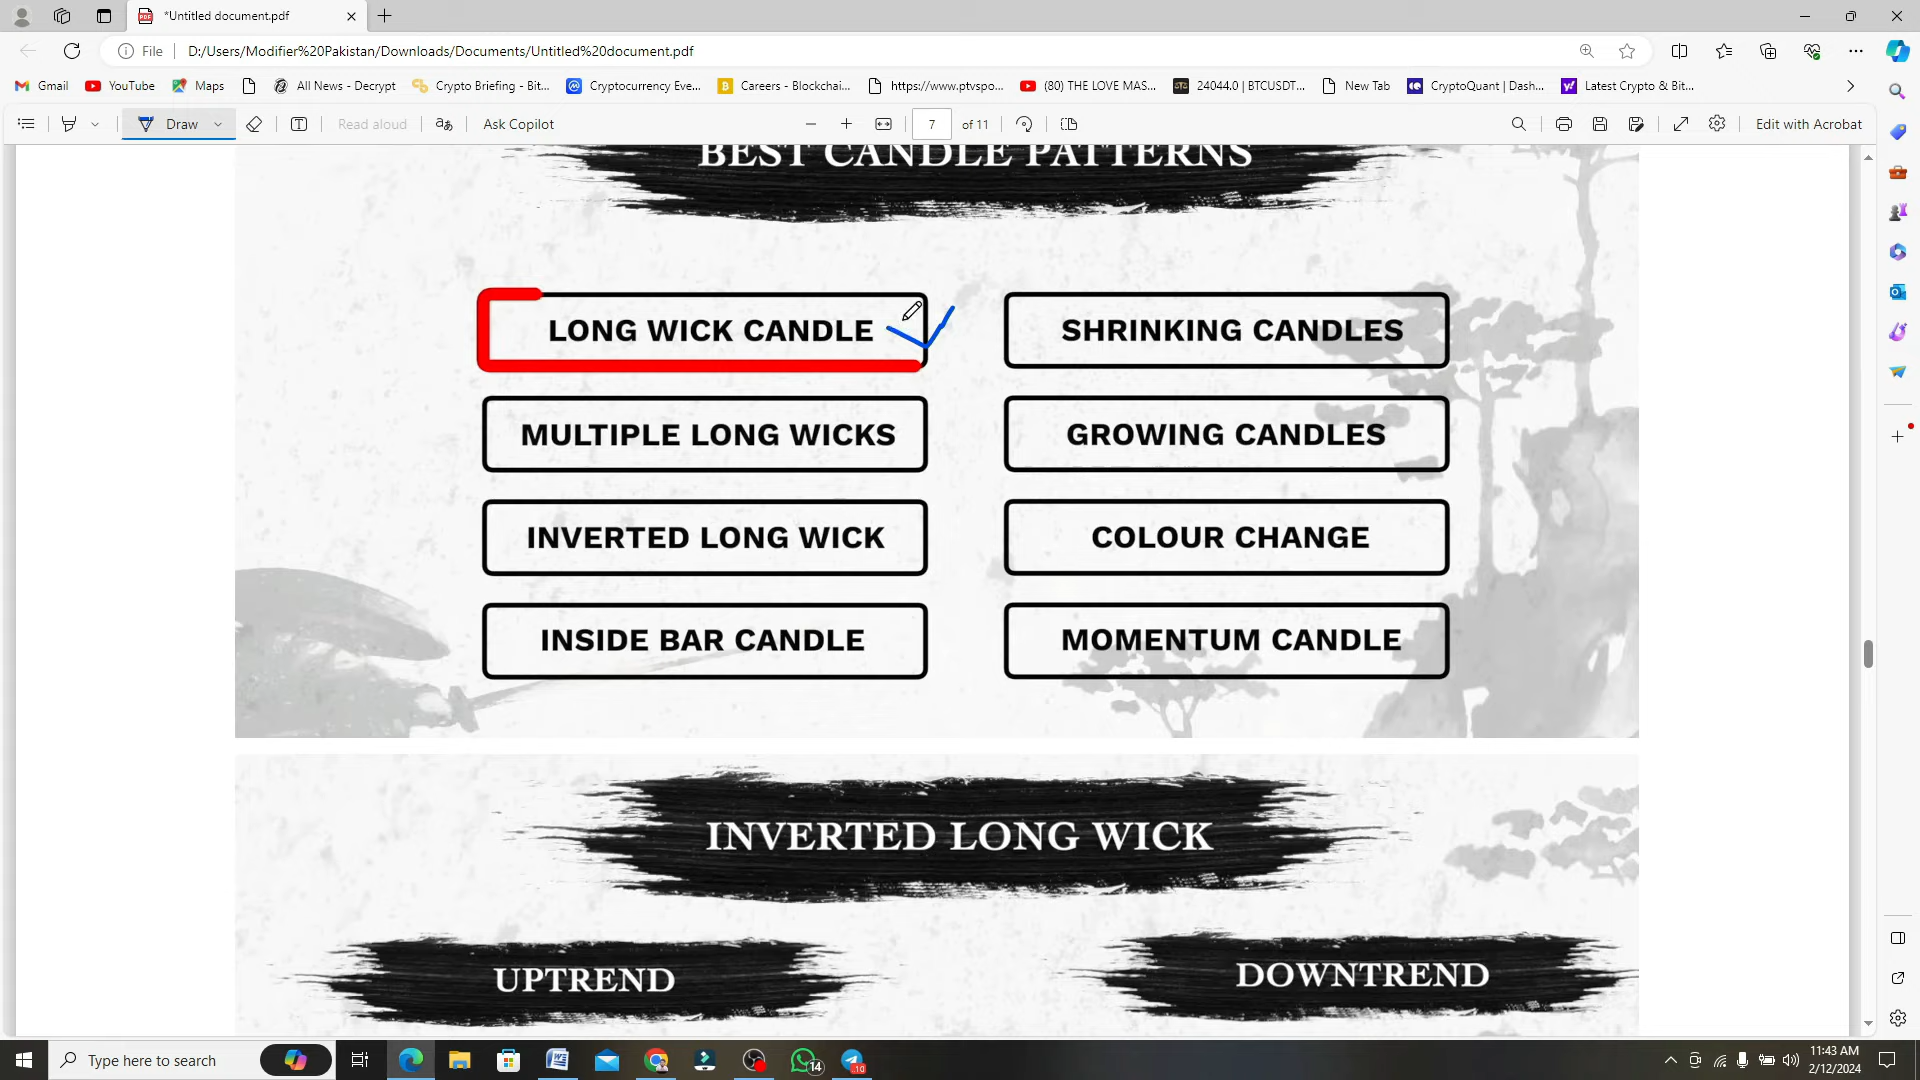 *Untitled document.pdf
File
D:/Users/Modifier%20Pakistan/Downloads/Documents/Untitled%20document.pdf
Gmail
YouTube
Maps
All News - Decrypt
Crypto Briefing - Bit...
Cryptocurrency Eve...
Careers - Blockchai...
https://www.ptvspo...
(80) THE LOVE MAS...
24044.0 | BTCUSDT...
New Tab
CryptoQuant | Dash...
Latest Crypto & Bit...
Draw
Read aloud
Ask Copilot
7 of 11
Edit with Acrobat
BEST CANDLE PATTERNS
LONG WICK CANDLE
SHRINKING CANDLES
MULTIPLE LONG WICKS
GROWING CANDLES
INVERTED LONG WICK
COLOUR CHANGE
INSIDE BAR CANDLE
MOMENTUM CANDLE
INVERTED LONG WICK
UPTREND
DOWNTREND
Type here to search
14
10
11:43 AM
2/12/2024